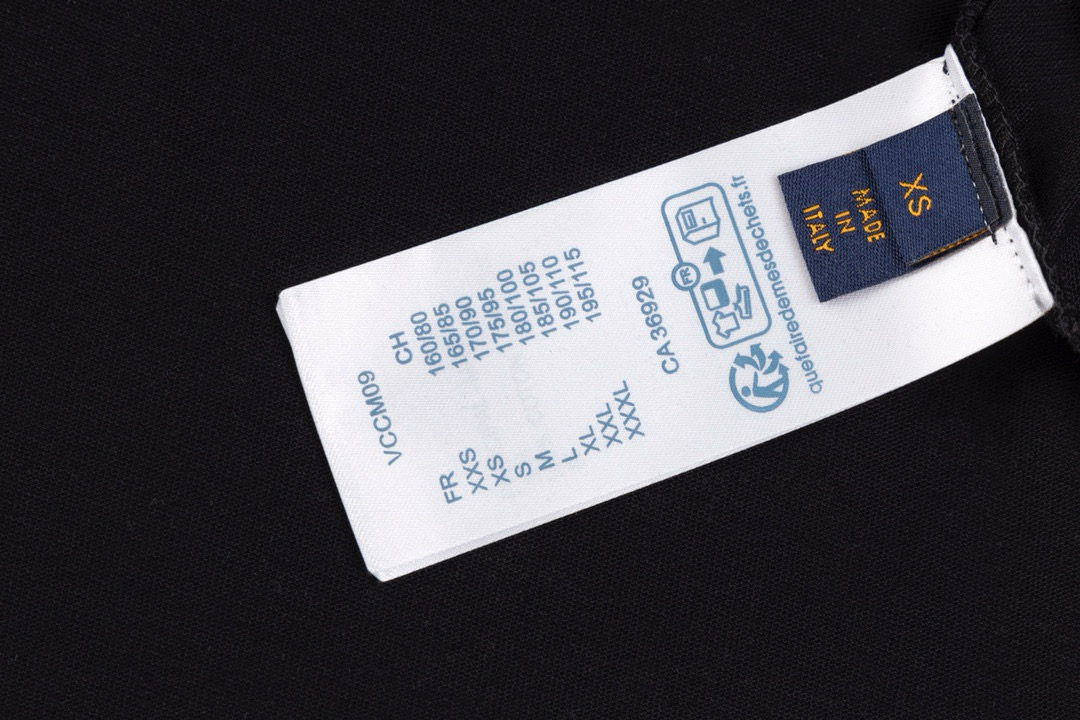 VCCM09
FR CH
XXS 160/80
XS 165/85
S 170/90
M 175/95
L 180/100
XL 185/105
XXL 190/110
XXXL 195/115
CA 36929
FR
quefairedemesdechets.fr
XS
MADE
IN
ITALY